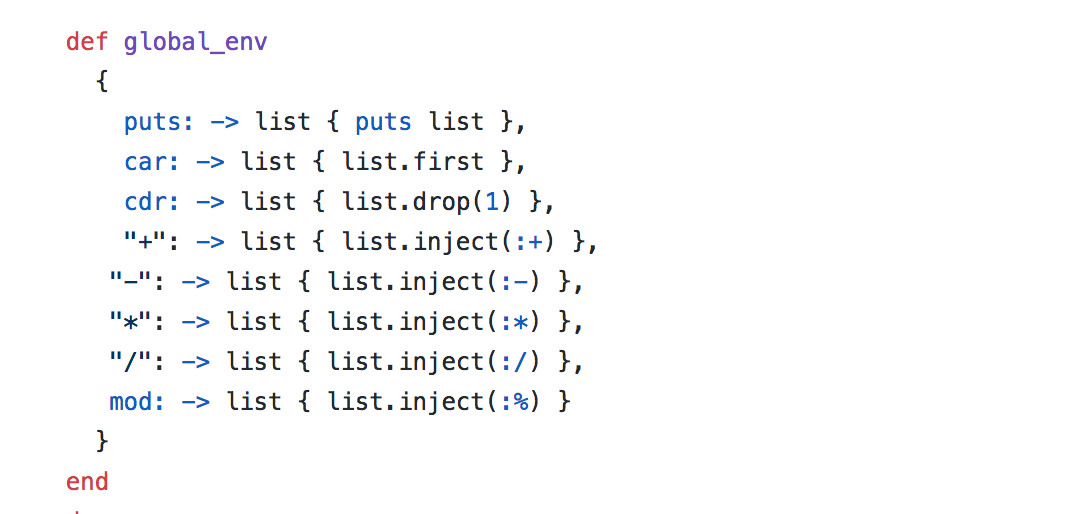 def global_env
{
puts: -> list { puts list },
car: -> list { list.first },
cdr: -> list { list.drop(1) },
"+": -> list { list.inject(:+) },
"-": -> list { list.inject(:-) },
"*": -> list { list.inject(:*) },
"/": -> list { list.inject(:/) },
mod: -> list { list.inject(:%) }
}
end